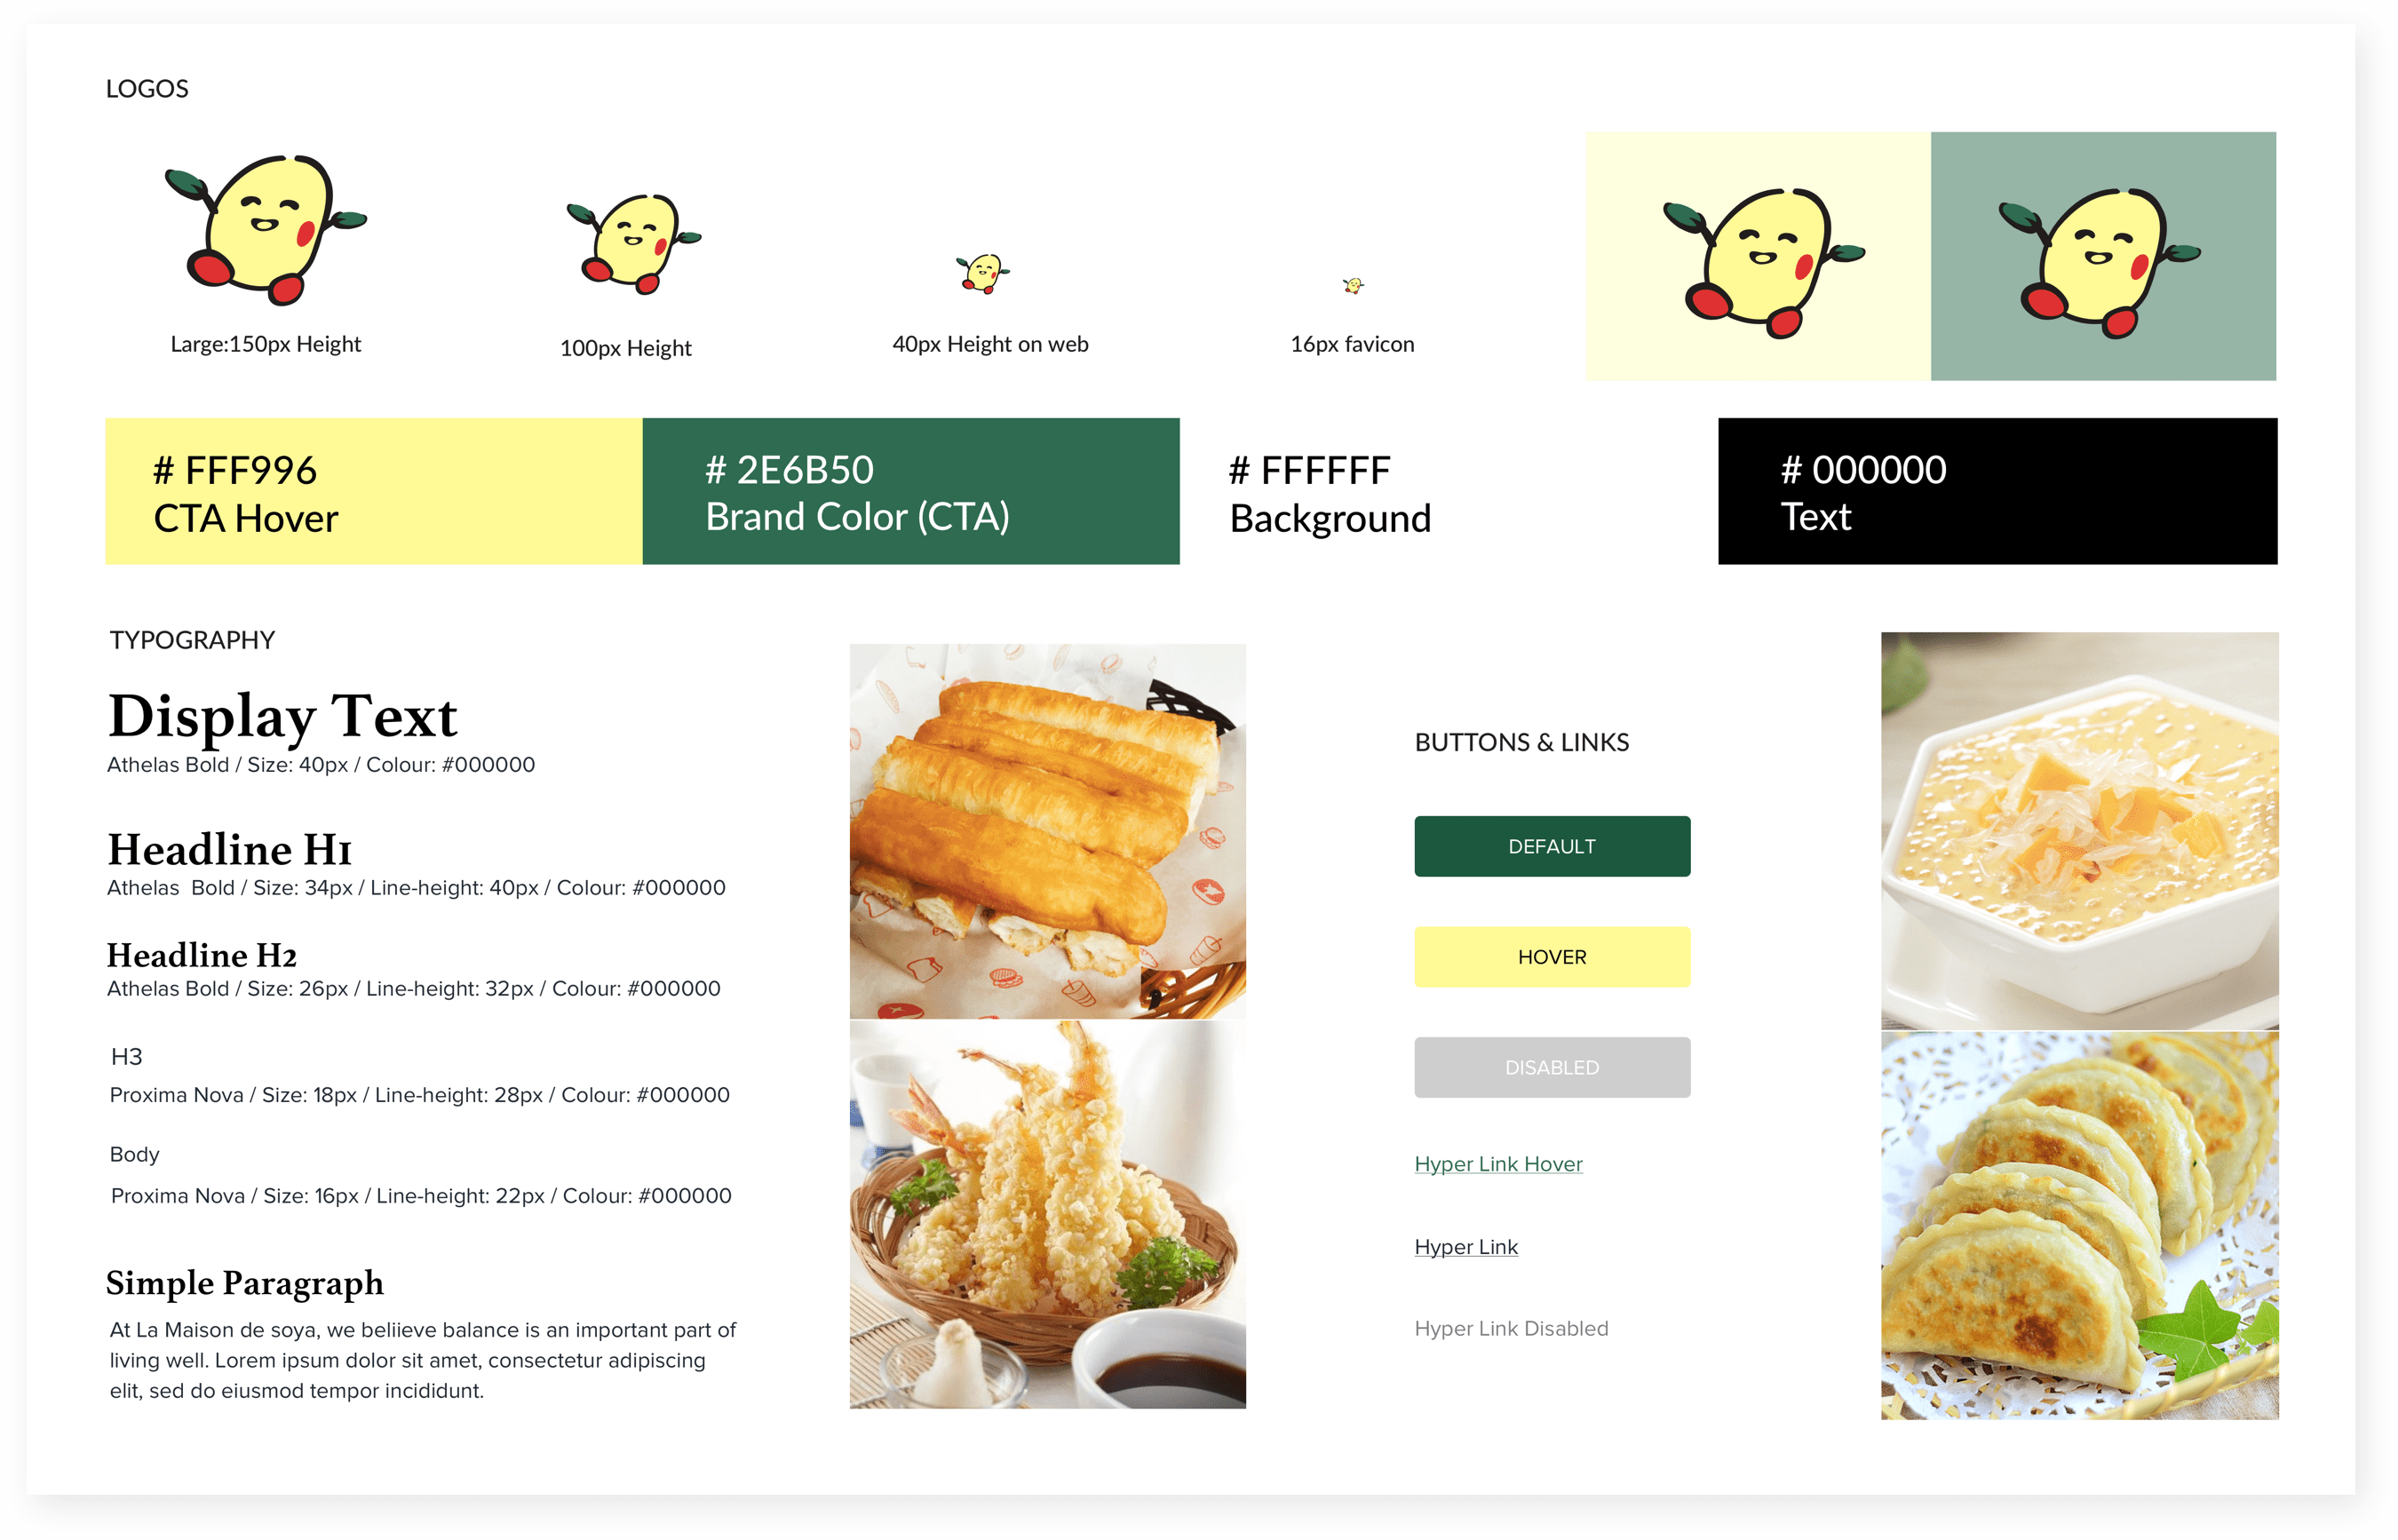 LOGOS
Large:150px Height
100px Height
40px Height on web
16px favicon
# FFF996
CTA Hover
# 2E6B50
Brand Color (CTA)
# FFFFFF
Background
# 000000
Text
TYPOGRAPHY
Display Text
Athelas Bold / Size: 40px / Colour: #000000
Headline H1
Athelas  Bold / Size: 34px / Line-height: 40px / Colour: #000000
Headline H2
Athelas Bold / Size: 26px / Line-height: 32px / Colour: #000000
H3
Proxima Nova / Size: 18px / Line-height: 28px / Colour: #000000
Body
Proxima Nova / Size: 16px / Line-height: 22px / Colour: #000000
Simple Paragraph
At La Maison de soya, we beliieve balance is an important part of
living well. Lorem ipsum dolor sit amet, consectetur adipiscing
elit, sed do eiusmod tempor incididunt.
BUTTONS & LINKS
DEFAULT
HOVER
DISABLED
Hyper Link Hover
Hyper Link
Hyper Link Disabled